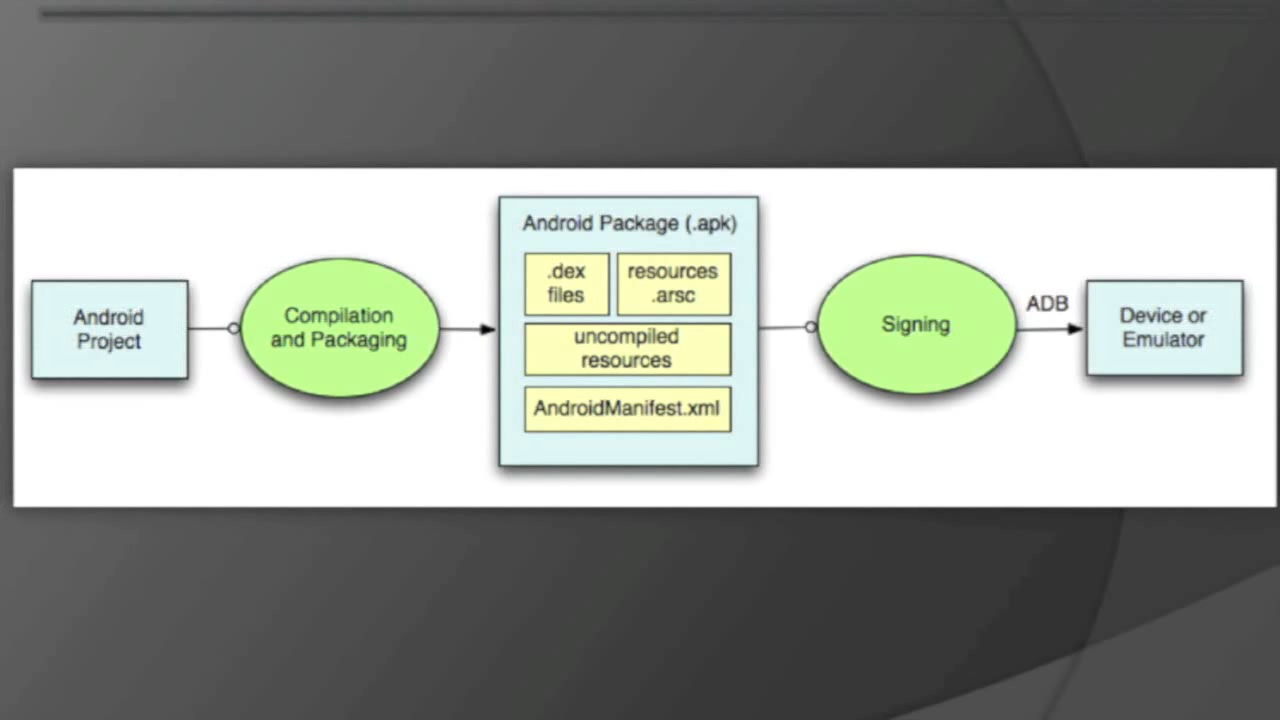 Android
Project
Compilation
and Packaging
Android Package (.apk)
.dex
files
resources
.arsc
uncompiled
resources
AndroidManifest.xml
Signing
ADB
Device or
Emulator